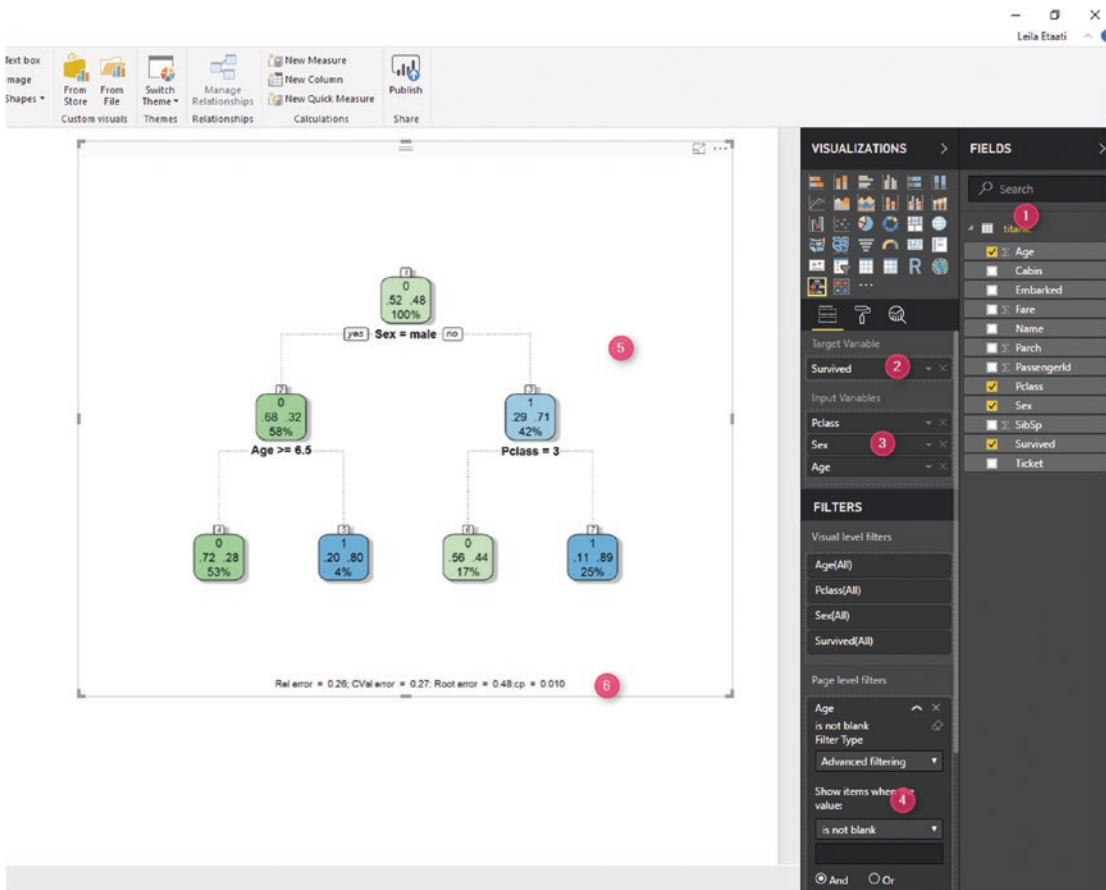 Leila Etaati
Text box
Image
Shapes
From Store
From File
Custom visuals
Switch Theme
Themes
Manage Relationships
Relationships
New Measure
New Column
New Quick Measure
Calculations
Publish
Share
1
0
.52 .48
100%
yes Sex = male no
2
0
.68 .32
58%
Age >= 6.5
3
1
.29 .71
42%
Pclass = 3
4
0
.72 .28
53%
5
1
.20 .80
4%
6
0
.56 .44
17%
7
1
.11 .89
25%
5
Rel error = 0.26; CVal error = 0.27; Root error = 0.48;cp = 0.010
6
VISUALIZATIONS
123
R
Target Variable
Survived
2
Input Variables
Pclass
Sex
3
Age
FILTERS
Visual level filters
Age(All)
Pclass(All)
Sex(All)
Survived(All)
Page level filters
Age
is not blank
Filter Type
Advanced filtering
Show items when the
value:
4
is not blank
And Or
FIELDS
Search
1
titanic
Age
Cabin
Embarked
Fare
Name
Parch
PassengerId
Pclass
Sex
SibSp
Survived
Ticket